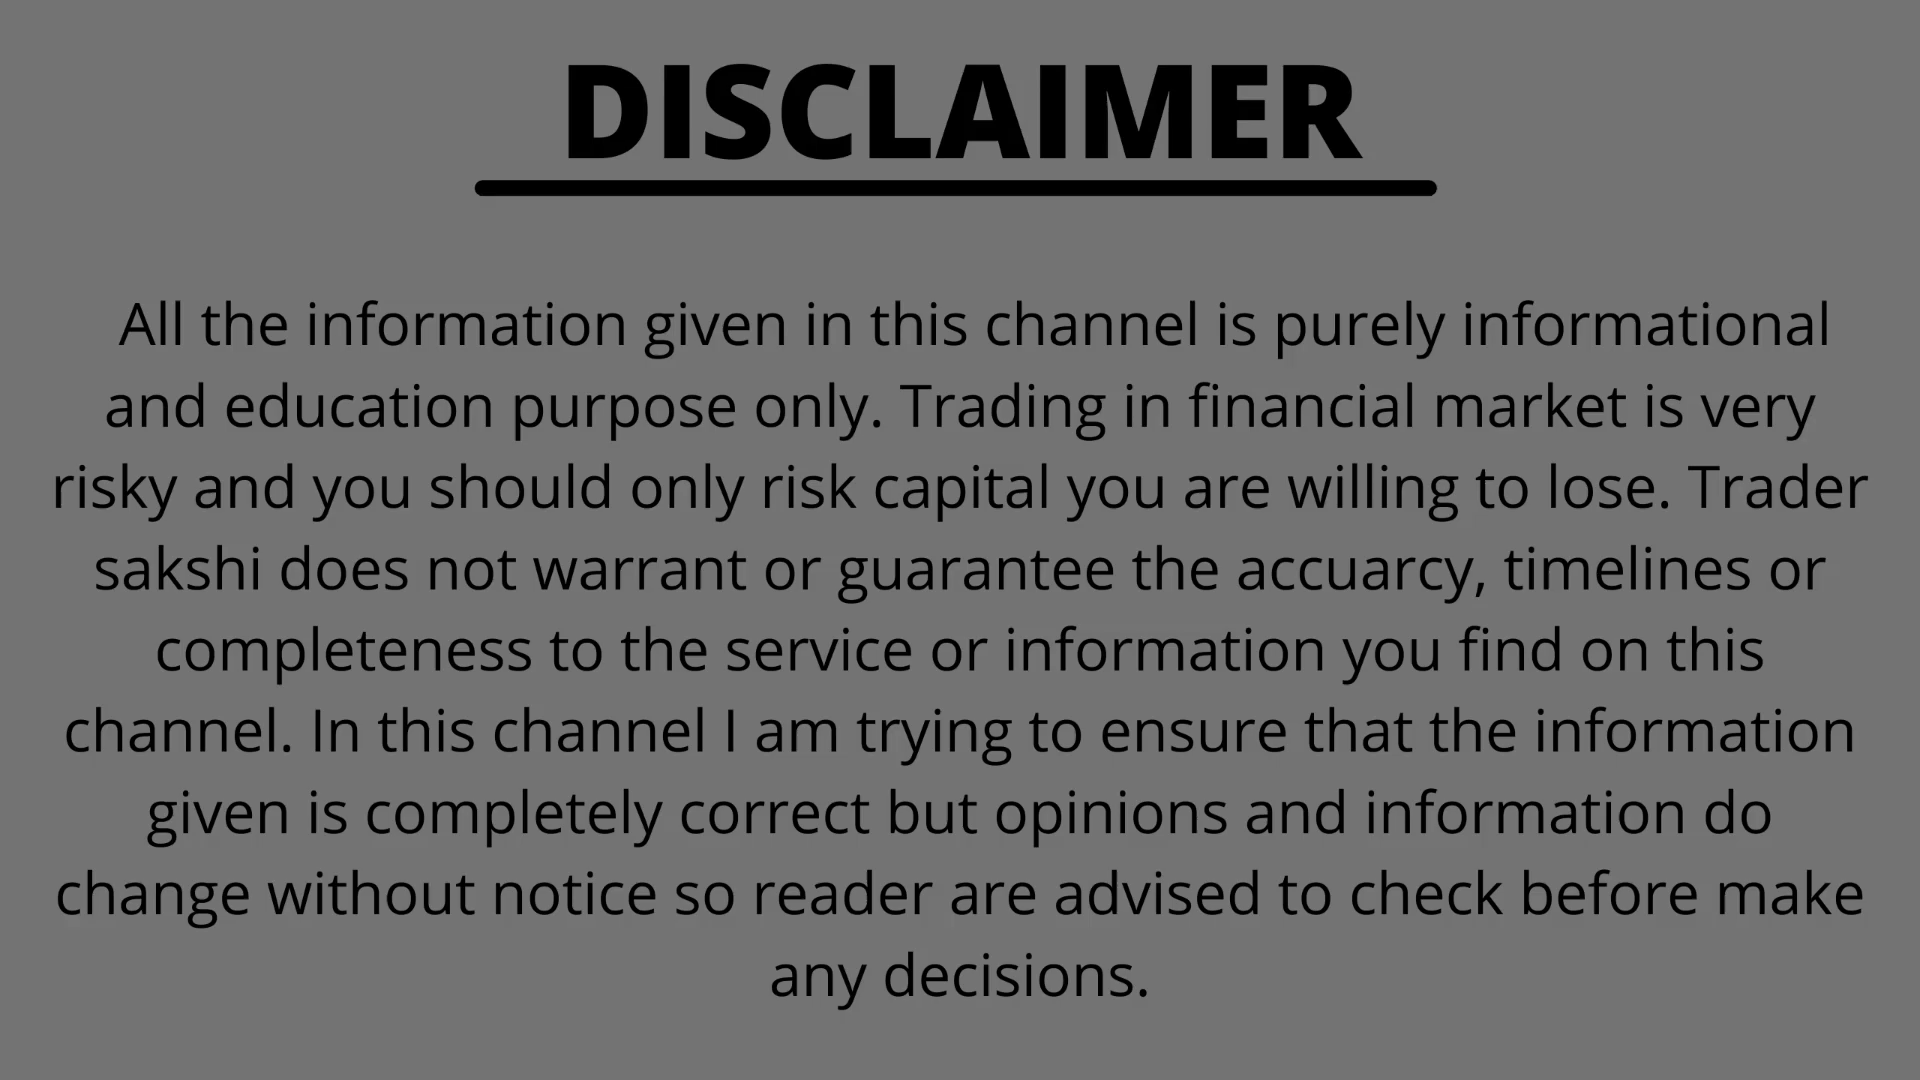 DISCLAIMER
All the information given in this channel is purely informational
and education purpose only. Trading in financial market is very
risky and you should only risk capital you are willing to lose. Trader
sakshi does not warrant or guarantee the accuarcy, timelines or
completeness to the service or information you find on this
channel. In this channel I am trying to ensure that the information
given is completely correct but opinions and information do
change without notice so reader are advised to check before make
any decisions.